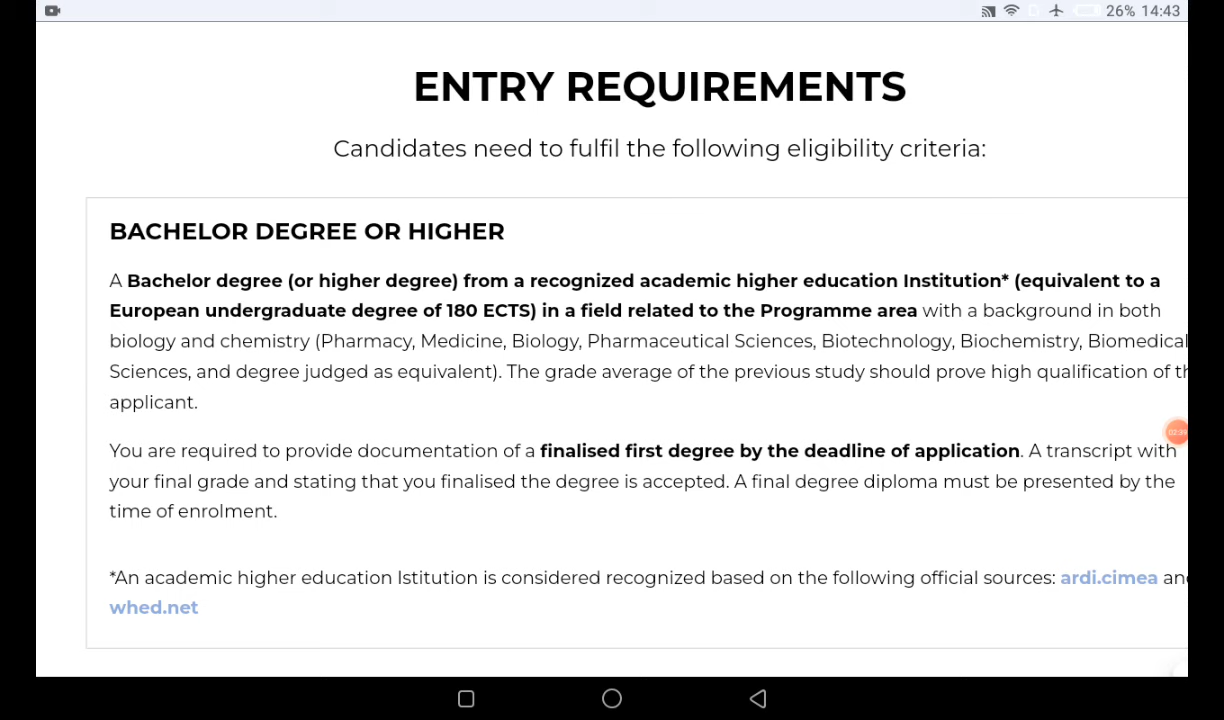 26% 14:43
ENTRY REQUIREMENTS
Candidates need to fulfil the following eligibility criteria:
BACHELOR DEGREE OR HIGHER
A Bachelor degree (or higher degree) from a recognized academic higher education Institution* (equivalent to a
European undergraduate degree of 180 ECTS) in a field related to the Programme area with a background in both
biology and chemistry (Pharmacy, Medicine, Biology, Pharmaceutical Sciences, Biotechnology, Biochemistry, Biomedical
Sciences, and degree judged as equivalent). The grade average of the previous study should prove high qualification of th
applicant.
02:39
You are required to provide documentation of a finalised first degree by the deadline of application. A transcript with
your final grade and stating that you finalised the degree is accepted. A final degree diploma must be presented by the
time of enrolment.
*An academic higher education Istitution is considered recognized based on the following official sources: ardi.cimea and
whed.net